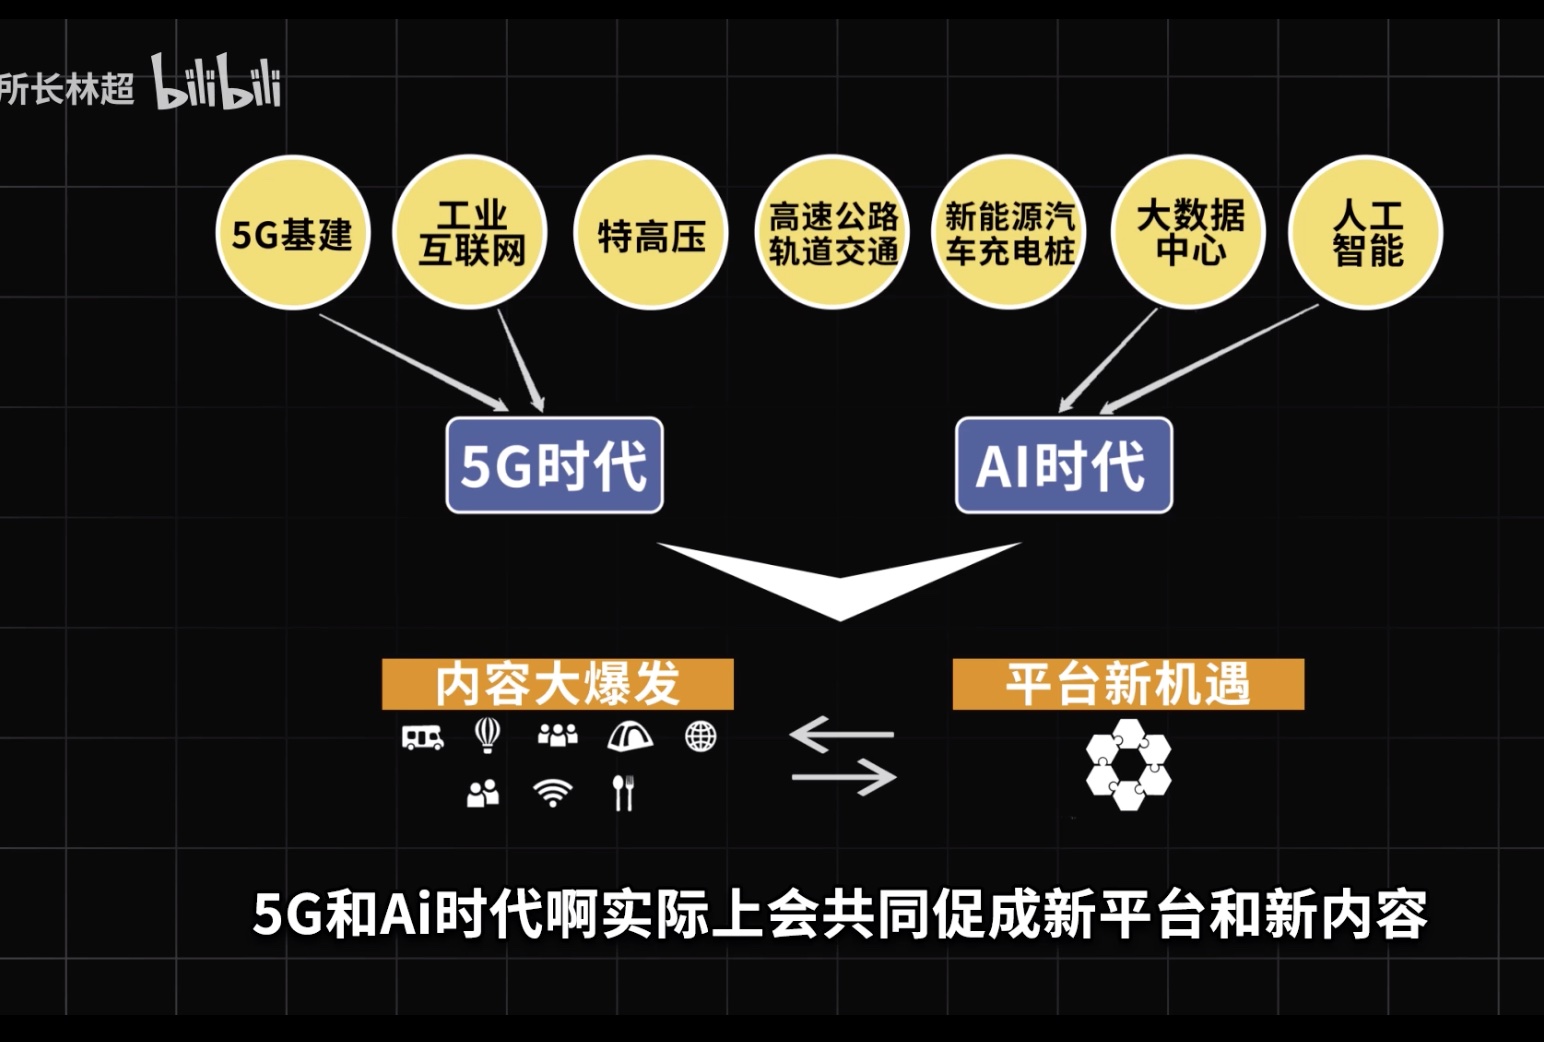 所长林超 bilibili
5G基建
工业
互联网
特高压
高速公路
轨道交通
新能源汽
车充电桩
大数据
中心
人工
智能
5G时代
AI时代
内容大爆发
平台新机遇
5G和Ai时代啊实际上会共同促成新平台和新内容